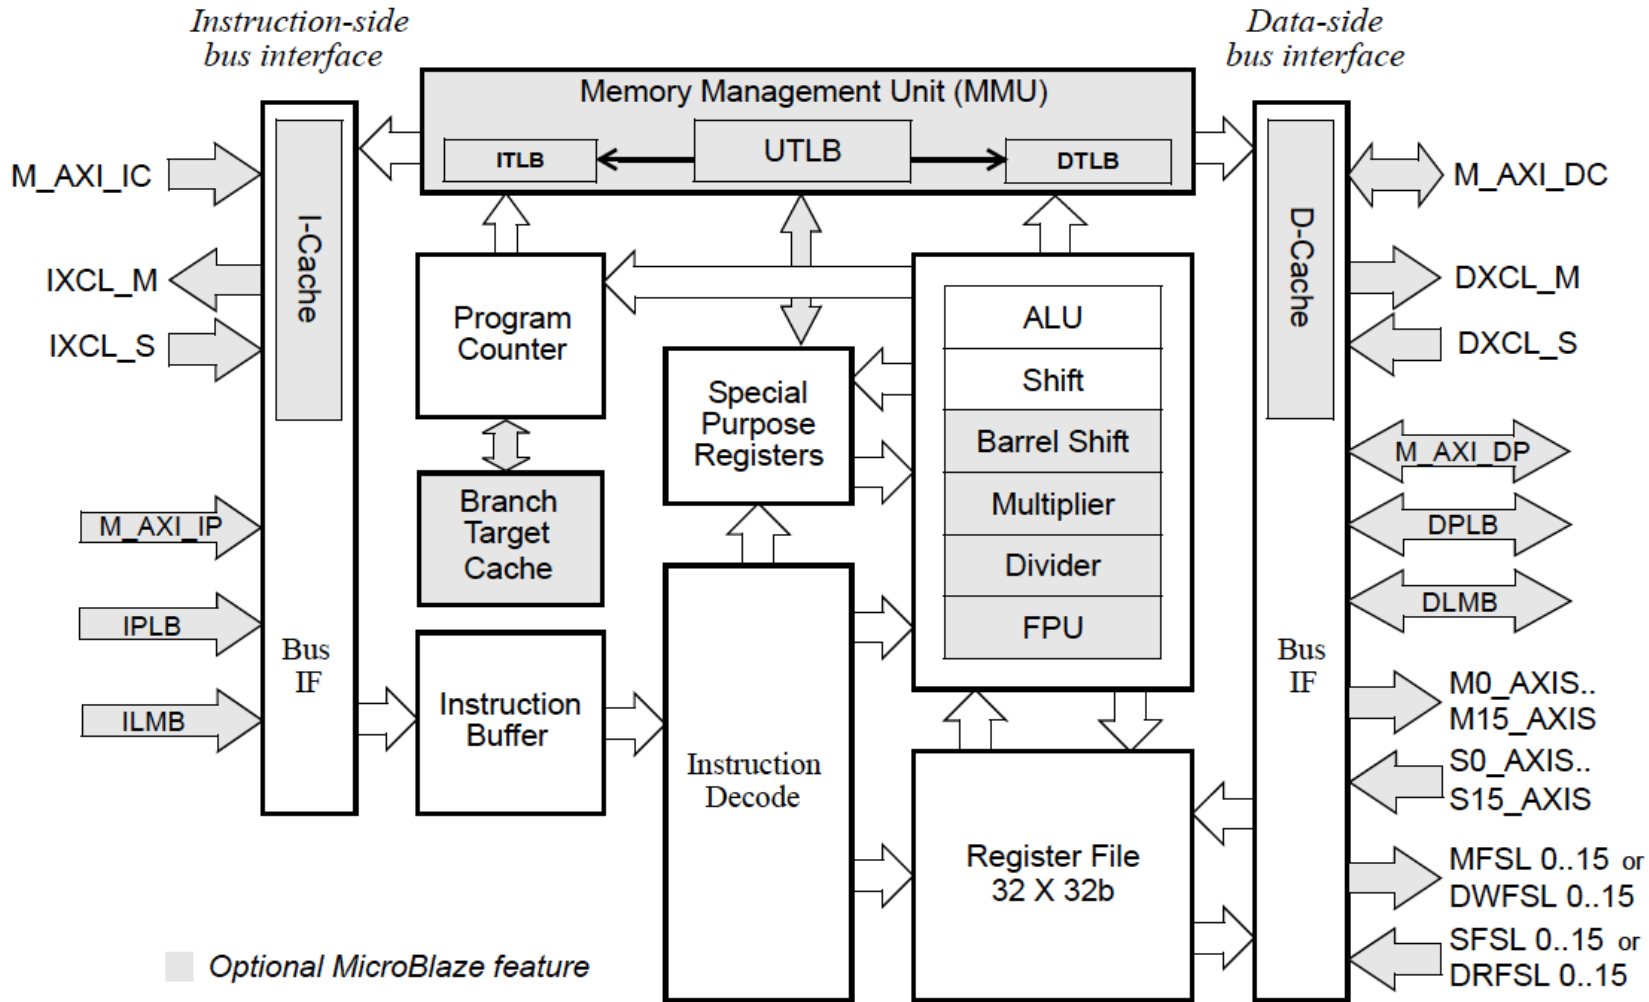 Instruction-side
bus interface
Data-side
bus interface
Memory Management Unit (MMU)
ITLB
UTLB
DTLB
M_AXI_IC
IXCL_M
IXCL_S
M_AXI_IP
IPLB
ILMB
I-Cache
Bus
IF
Program
Counter
Branch
Target
Cache
Instruction
Buffer
Special
Purpose
Registers
Instruction
Decode
ALU
Shift
Barrel Shift
Multiplier
Divider
FPU
Register File
32 X 32b
D-Cache
Bus
IF
M_AXI_DC
DXCL_M
DXCL_S
M_AXI_DP
DPLB
DLMB
M0_AXIS..
M15_AXIS
S0_AXIS..
S15_AXIS
MFSL 0..15 or
DWFSL 0..15
SFSL 0..15 or
DRFSL 0..15
Optional MicroBlaze feature